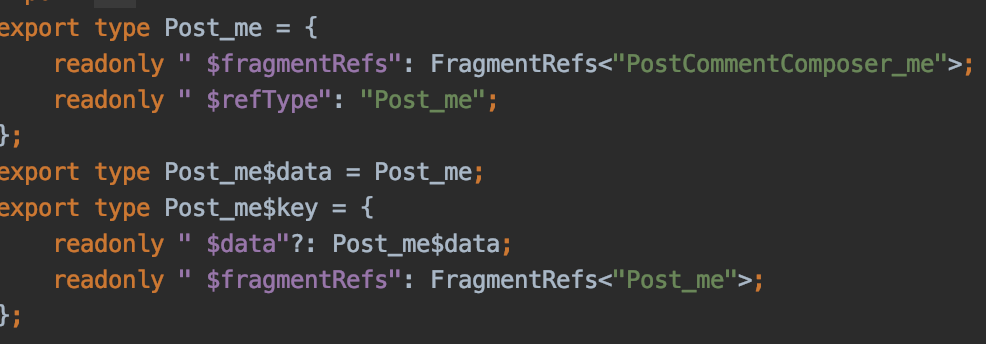 export type Post_me = {
    readonly " $fragmentRefs": FragmentRefs<"PostCommentComposer_me">;
    readonly " $refType": "Post_me";
};
export type Post_me$data = Post_me;
export type Post_me$key = {
    readonly " $data"?: Post_me$data;
    readonly " $fragmentRefs": FragmentRefs<"Post_me">;
};